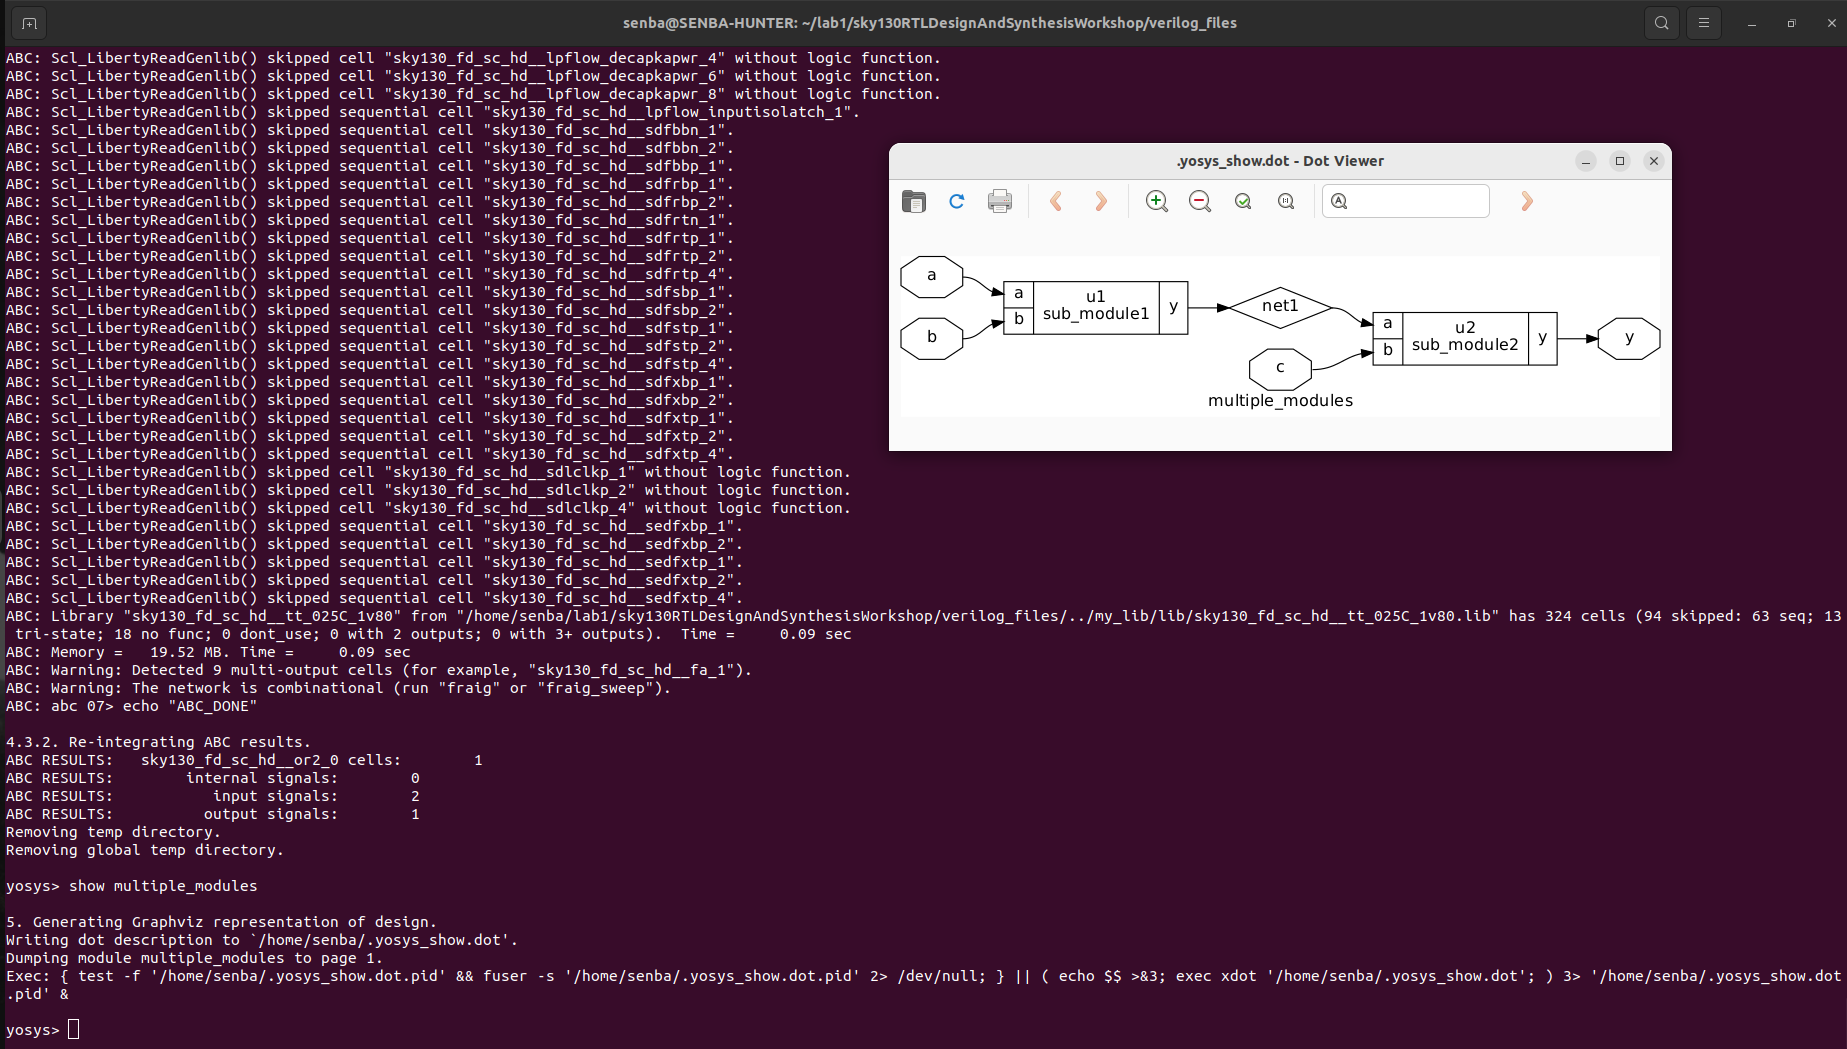 senba@SENBA-HUNTER: ~/lab1/sky130RTLDesignAndSynthesisWorkshop/verilog_files
ABC: Scl_LibertyReadGenlib() skipped cell "sky130_fd_sc_hd__lpflow_decapkapwr_4" without logic function.
ABC: Scl_LibertyReadGenlib() skipped cell "sky130_fd_sc_hd__lpflow_decapkapwr_6" without logic function.
ABC: Scl_LibertyReadGenlib() skipped cell "sky130_fd_sc_hd__lpflow_decapkapwr_8" without logic function.
ABC: Scl_LibertyReadGenlib() skipped sequential cell "sky130_fd_sc_hd__lpflow_inputisolatch_1".
ABC: Scl_LibertyReadGenlib() skipped sequential cell "sky130_fd_sc_hd__sdfbbn_1".
ABC: Scl_LibertyReadGenlib() skipped sequential cell "sky130_fd_sc_hd__sdfbbn_2".
ABC: Scl_LibertyReadGenlib() skipped sequential cell "sky130_fd_sc_hd__sdfbbp_1".
ABC: Scl_LibertyReadGenlib() skipped sequential cell "sky130_fd_sc_hd__sdfrbp_1".
ABC: Scl_LibertyReadGenlib() skipped sequential cell "sky130_fd_sc_hd__sdfrbp_2".
ABC: Scl_LibertyReadGenlib() skipped sequential cell "sky130_fd_sc_hd__sdfrtn_1".
ABC: Scl_LibertyReadGenlib() skipped sequential cell "sky130_fd_sc_hd__sdfrtp_1".
ABC: Scl_LibertyReadGenlib() skipped sequential cell "sky130_fd_sc_hd__sdfrtp_2".
ABC: Scl_LibertyReadGenlib() skipped sequential cell "sky130_fd_sc_hd__sdfrtp_4".
ABC: Scl_LibertyReadGenlib() skipped sequential cell "sky130_fd_sc_hd__sdfsbp_1".
ABC: Scl_LibertyReadGenlib() skipped sequential cell "sky130_fd_sc_hd__sdfsbp_2".
ABC: Scl_LibertyReadGenlib() skipped sequential cell "sky130_fd_sc_hd__sdfstp_1".
ABC: Scl_LibertyReadGenlib() skipped sequential cell "sky130_fd_sc_hd__sdfstp_2".
ABC: Scl_LibertyReadGenlib() skipped sequential cell "sky130_fd_sc_hd__sdfstp_4".
ABC: Scl_LibertyReadGenlib() skipped sequential cell "sky130_fd_sc_hd__sdfxbp_1".
ABC: Scl_LibertyReadGenlib() skipped sequential cell "sky130_fd_sc_hd__sdfxbp_2".
ABC: Scl_LibertyReadGenlib() skipped sequential cell "sky130_fd_sc_hd__sdfxtp_1".
ABC: Scl_LibertyReadGenlib() skipped sequential cell "sky130_fd_sc_hd__sdfxtp_2".
ABC: Scl_LibertyReadGenlib() skipped sequential cell "sky130_fd_sc_hd__sdfxtp_4".
ABC: Scl_LibertyReadGenlib() skipped cell "sky130_fd_sc_hd__sdlclkp_1" without logic function.
ABC: Scl_LibertyReadGenlib() skipped cell "sky130_fd_sc_hd__sdlclkp_2" without logic function.
ABC: Scl_LibertyReadGenlib() skipped cell "sky130_fd_sc_hd__sdlclkp_4" without logic function.
ABC: Scl_LibertyReadGenlib() skipped sequential cell "sky130_fd_sc_hd__sedfxbp_1".
ABC: Scl_LibertyReadGenlib() skipped sequential cell "sky130_fd_sc_hd__sedfxbp_2".
ABC: Scl_LibertyReadGenlib() skipped sequential cell "sky130_fd_sc_hd__sedfxtp_1".
ABC: Scl_LibertyReadGenlib() skipped sequential cell "sky130_fd_sc_hd__sedfxtp_2".
ABC: Scl_LibertyReadGenlib() skipped sequential cell "sky130_fd_sc_hd__sedfxtp_4".
ABC: Library "sky130_fd_sc_hd__tt_025C_1v80" from "/home/senba/lab1/sky130RTLDesignAndSynthesisWorkshop/verilog_files/../my_lib/lib/sky130_fd_sc_hd__tt_025C_1v80.lib" has 324 cells (94 skipped: 63 seq; 13
tri-state; 18 no func; 0 dont_use; 0 with 2 outputs; 0 with 3+ outputs).  Time =     0.09 sec
ABC: Memory =   19.52 MB. Time =     0.09 sec
ABC: Warning: Detected 9 multi-output cells (for example, "sky130_fd_sc_hd__fa_1").
ABC: Warning: The network is combinational (run "fraig" or "fraig_sweep").
ABC: abc 07> echo "ABC_DONE"
4.3.2. Re-integrating ABC results.
ABC RESULTS:   sky130_fd_sc_hd__or2_0 cells:        1
ABC RESULTS:        internal signals:        0
ABC RESULTS:           input signals:        2
ABC RESULTS:          output signals:        1
Removing temp directory.
Removing global temp directory.
yosys> show multiple_modules
5. Generating Graphviz representation of design.
Writing dot description to `/home/senba/.yosys_show.dot'.
Dumping module multiple_modules to page 1.
Exec: { test -f '/home/senba/.yosys_show.dot.pid' && fuser -s '/home/senba/.yosys_show.dot.pid' 2> /dev/null; } || ( echo $$ >&3; exec xdot '/home/senba/.yosys_show.dot'; ) 3> '/home/senba/.yosys_show.dot
.pid' &
yosys>
.yosys_show.dot - Dot Viewer
a
b
a
b
u1
sub_module1
y
net1
c
a
b
u2
sub_module2
y
y
multiple_modules